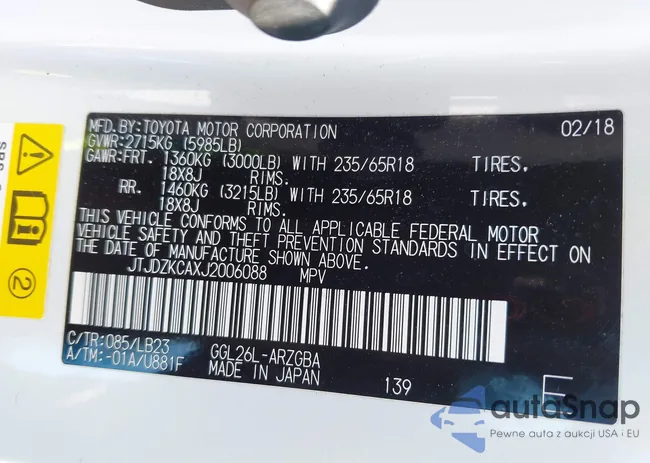 MFD.BY:TOYOTA MOTOR CORPORATION 02/18
GVWR:2715KG (5985LB)
GAWR:FRT. 1360KG (3000LB) WITH 235/65R18 TIRES.
18X8J RIMS.
RR. 1460KG (3215LB) WITH 235/65R18 TIRES.
18X8J RIMS.
THIS VEHICLE CONFORMS TO ALL APPLICABLE FEDERAL MOTOR
VEHICLE SAFETY AND THEFT PREVENTION STANDARDS IN EFFECT ON
THE DATE OF MANUFACTURE SHOWN ABOVE.
JTJDZKCAXJ2006088 MPV
C/TR:085/LB23 GGL26L-ARZGBA
A/TM:-01A/U881F MADE IN JAPAN 139 E
2
autoSnap
Pewne auta z aukcji USA i EU